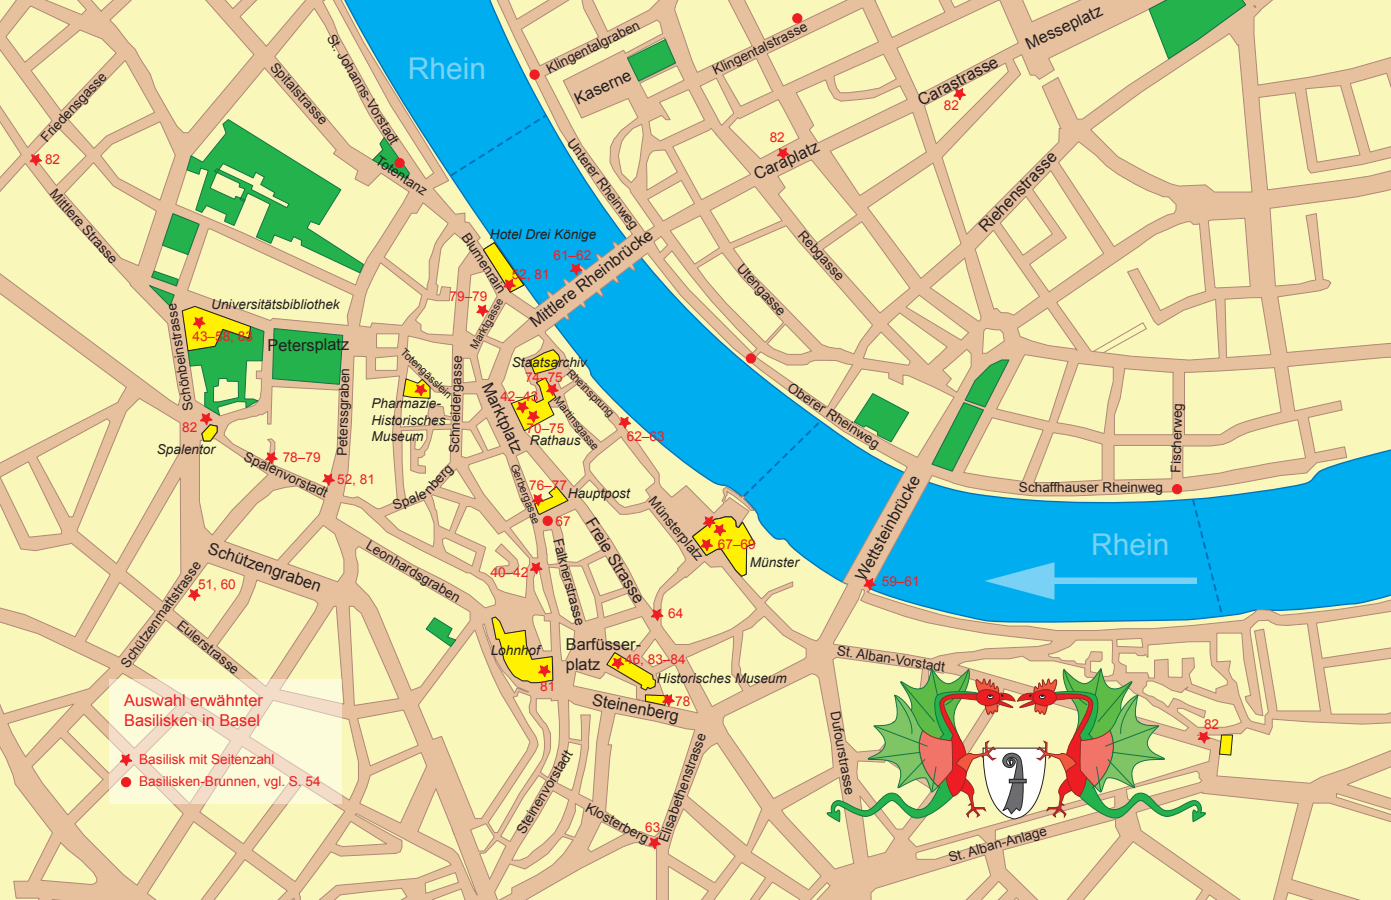 Messeplatz
Klingentalgraben
Klingentalstrasse
Rhein
Kaserne
Carastrasse
82
St. Johanns-Vorstadt
Spitalstrasse
Friedensgasse
82
Totentanz
Unterer Rheinweg
82
Caraplatz
Riehenstrasse
Mittlere Strasse
Hotel Drei Könige
Blumenrain
61–62
52, 81
Mittlere Rheinbrücke
Rebgasse
Utengasse
79–79
Marktgasse
Universitätsbibliothek
Schönbeinstrasse
Petersplatz
Petersgraben
Totengässlein
Pharmazie-
Historisches
Museum
Schneidergasse
Marktplatz
Staatsarchiv
74–75
Rheinsprung
Martinsgasse
70–75
Rathaus
62–63
Oberer Rheinweg
Fischerweg
82
Spalentor
78–79
Spalenvorstadt
52, 81
Spalenberg
Gerbergasse
76–77
Hauptpost
67
Münsterplatz
67–69
Münster
Schaffhauser Rheinweg
Wettsteinbrücke
Rhein
59–61
Schützengraben
Leonhardsgraben
40–42
Falknerstrasse
Freie Strasse
64
51, 60
Schützenmattstrasse
Eulerstrasse
Lohnhof
81
Barfüsser-
platz
46, 83–84
Historisches Museum
78
Steinenberg
St. Alban-Vorstadt
Dufourstrasse
82
Auswahl erwähnter
Basilisken in Basel
Basilisk mit Seitenzahl
Basilisken-Brunnen, vgl. S. 54
Steinenvorstadt
Klosterberg
63
Elisabethenstrasse
St. Alban-Anlage